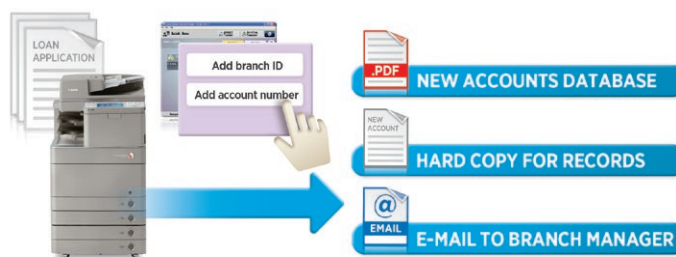 LOAN
APPLICATION
Add branch ID
Add account number
.PDF
NEW ACCOUNTS DATABASE
NEW
ACCOUNT
HARD COPY FOR RECORDS
@
EMAIL
E-MAIL TO BRANCH MANAGER